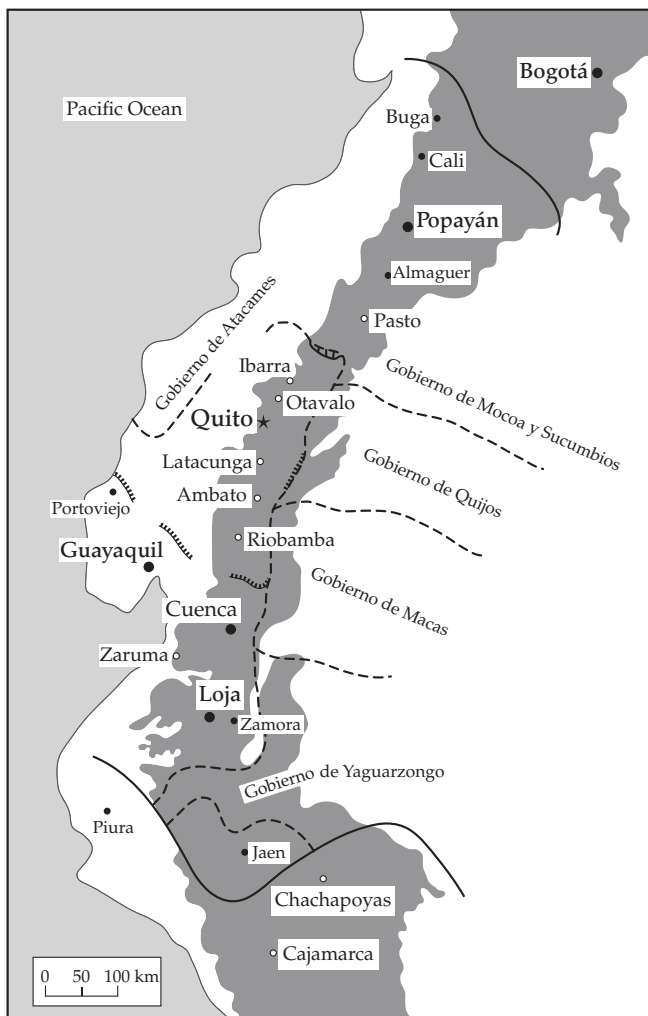 Bogotá
Pacific Ocean
Buga
Cali
Popayán
Almaguer
Gobierno de Atacames
Pasto
Ibarra
Gobierno de Mocoa y Sucumbios
Otavalo
Quito
Latacunga
Gobierno de Quijos
Ambato
Portoviejo
Riobamba
Guayaquil
Gobierno de Macas
Cuenca
Zaruma
Loja
Zamora
Gobierno de Yaguarzongo
Piura
Jaen
Chachapoyas
Cajamarca
0 50 100 km